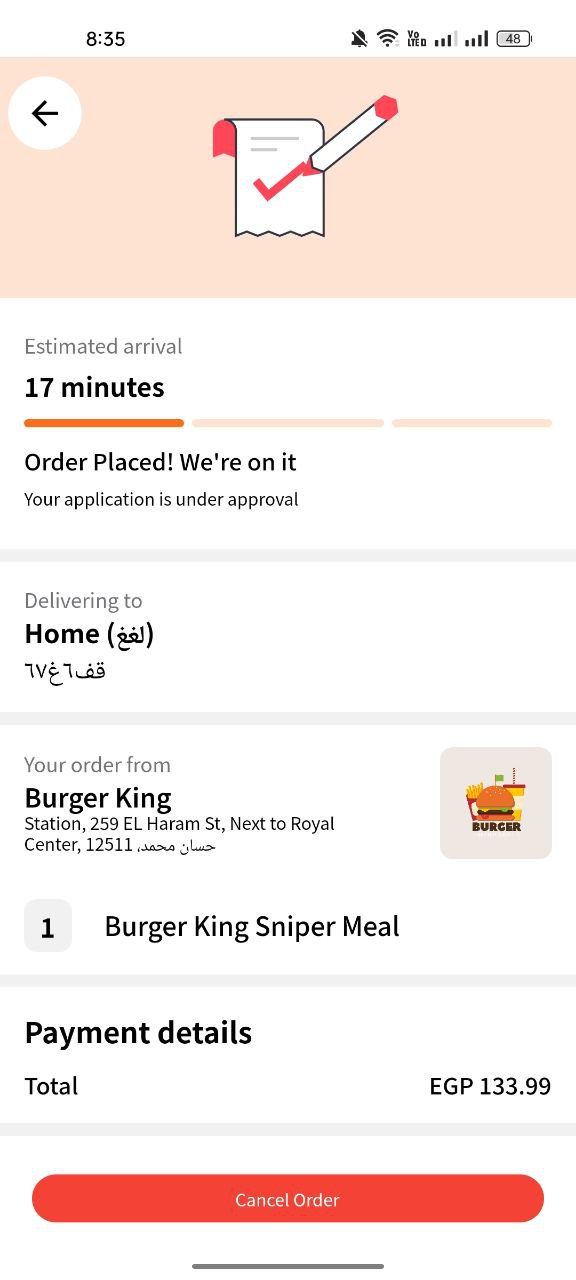 8:35
Vo LTE 48
Estimated arrival
17 minutes
Order Placed! We're on it
Your application is under approval
Delivering to
Home (لغغ)
قف٦غ٦٧
Your order from
Burger King
Station, 259 EL Haram St, Next to Royal
Center, حسان محمد، 12511
BURGER
1 Burger King Sniper Meal
Payment details
Total EGP 133.99
Cancel Order